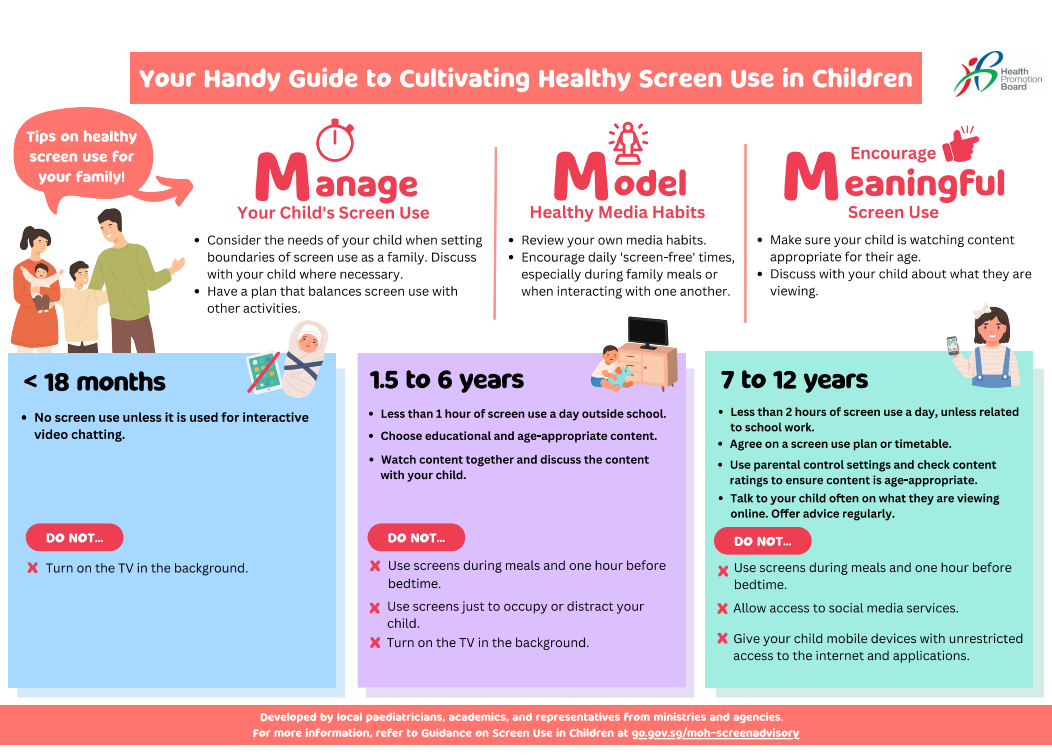 Your Handy Guide to Cultivating Healthy Screen Use in Children
Health
Promotion
Board
Tips on healthy
screen use for
your family!
Manage
Your Child's Screen Use
• Consider the needs of your child when setting
boundaries of screen use as a family. Discuss
with your child where necessary.
• Have a plan that balances screen use with
other activities.
Model
Healthy Media Habits
• Review your own media habits.
• Encourage daily 'screen-free' times,
especially during family meals or
when interacting with one another.
Encourage
Meaningful
Screen Use
• Make sure your child is watching content
appropriate for their age.
• Discuss with your child about what they are
viewing.
< 18 months
• No screen use unless it is used for interactive
video chatting.
DO NOT...
✘ Turn on the TV in the background.
1.5 to 6 years
• Less than 1 hour of screen use a day outside school.
• Choose educational and age-appropriate content.
• Watch content together and discuss the content
with your child.
DO NOT...
✘ Use screens during meals and one hour before
bedtime.
✘ Use screens just to occupy or distract your
child.
✘ Turn on the TV in the background.
7 to 12 years
• Less than 2 hours of screen use a day, unless related
to school work.
• Agree on a screen use plan or timetable.
• Use parental control settings and check content
ratings to ensure content is age-appropriate.
• Talk to your child often on what they are viewing
online. Offer advice regularly.
DO NOT...
✘ Use screens during meals and one hour before
bedtime.
✘ Allow access to social media services.
✘ Give your child mobile devices with unrestricted
access to the internet and applications.
Developed by local paediatricians, academics, and representatives from ministries and agencies.
For more information, refer to Guidance on Screen Use in Children at go.gov.sg/moh-screenadvisory